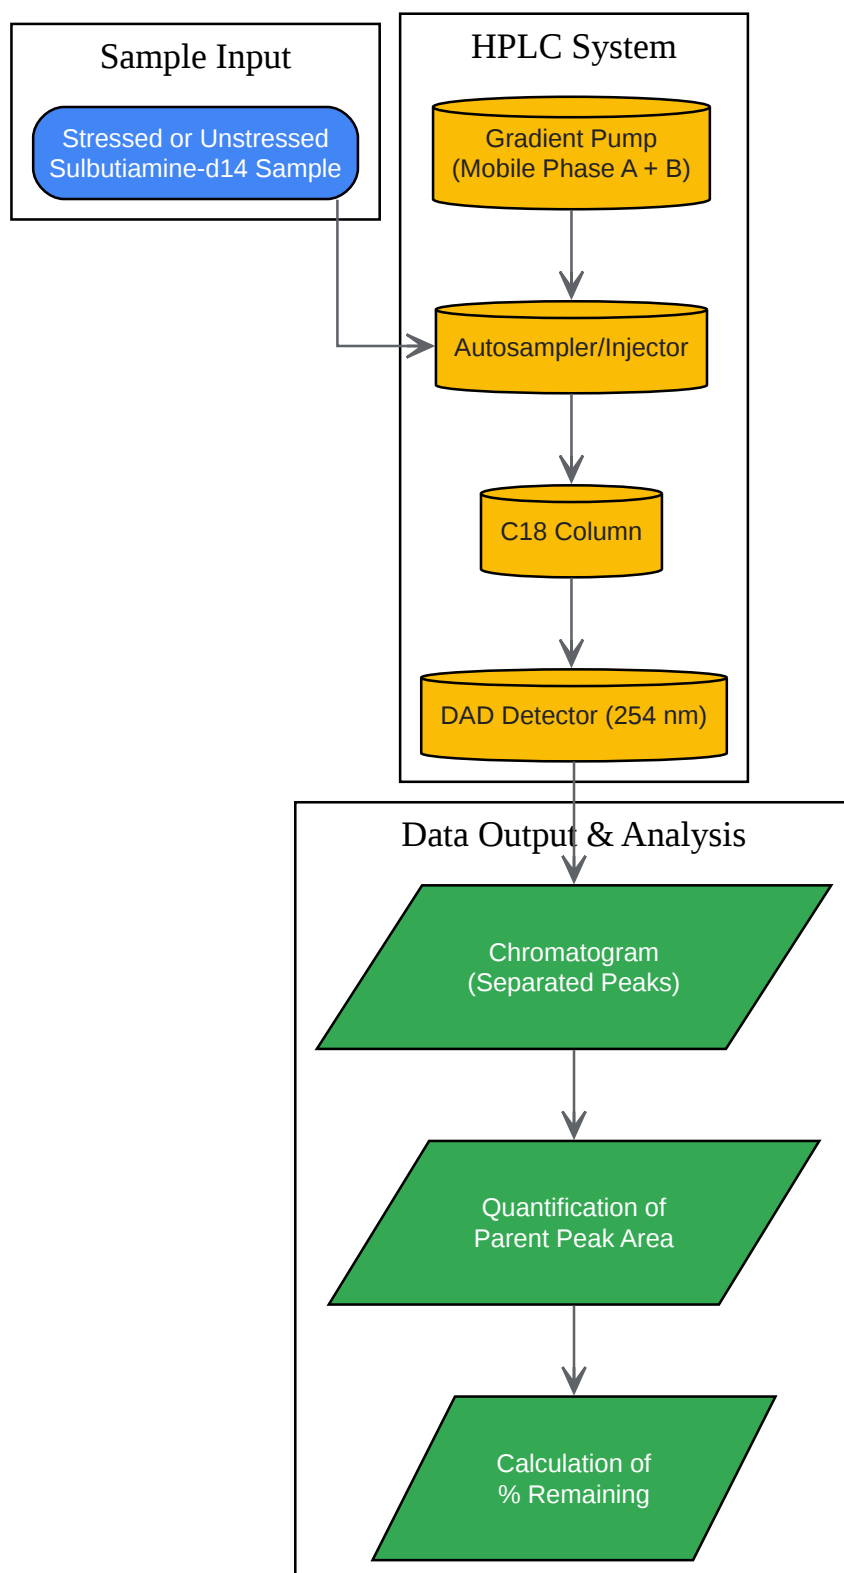 Sample Input
Stressed or Unstressed
Sulbutiamine-d14 Sample
HPLC System
Gradient Pump
(Mobile Phase A + B)
Autosampler/Injector
C18 Column
DAD Detector (254 nm)
Data Output & Analysis
Chromatogram
(Separated Peaks)
Quantification of
Parent Peak Area
Calculation of
% Remaining